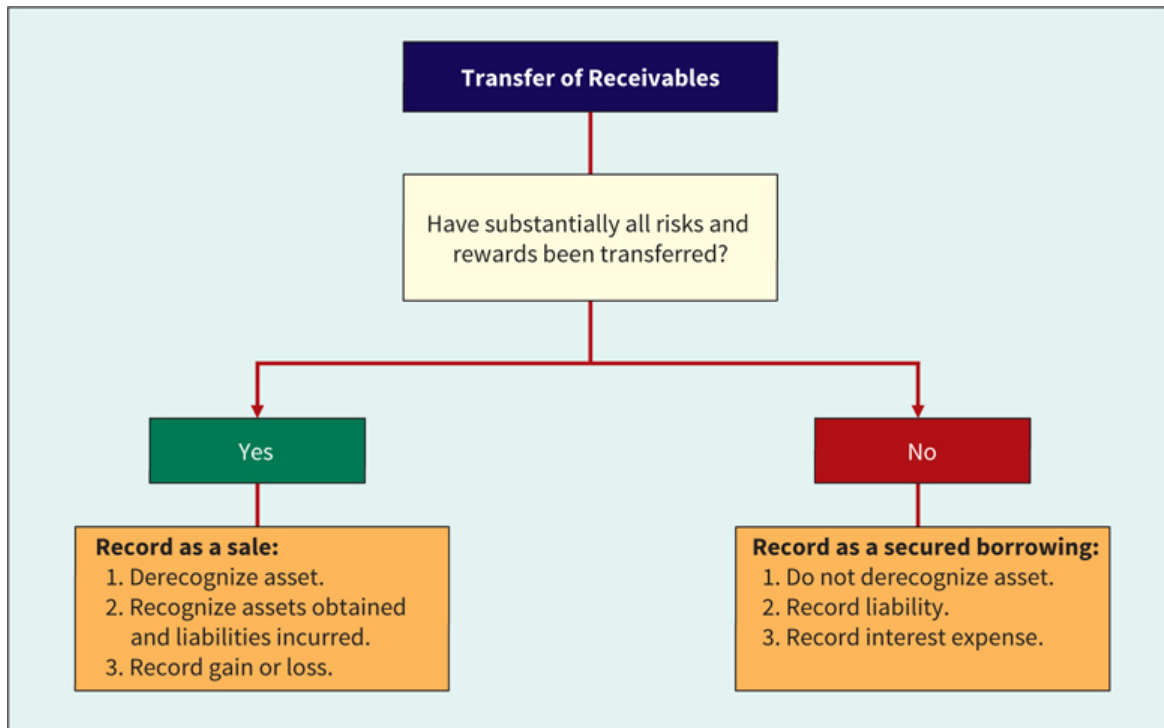 Transfer of Receivables
Have substantially all risks and
rewards been transferred?
Yes
No
Record as a sale:
1. Derecognize asset.
2. Recognize assets obtained
and liabilities incurred.
3. Record gain or loss.
Record as a secured borrowing:
1. Do not derecognize asset.
2. Record liability.
3. Record interest expense.